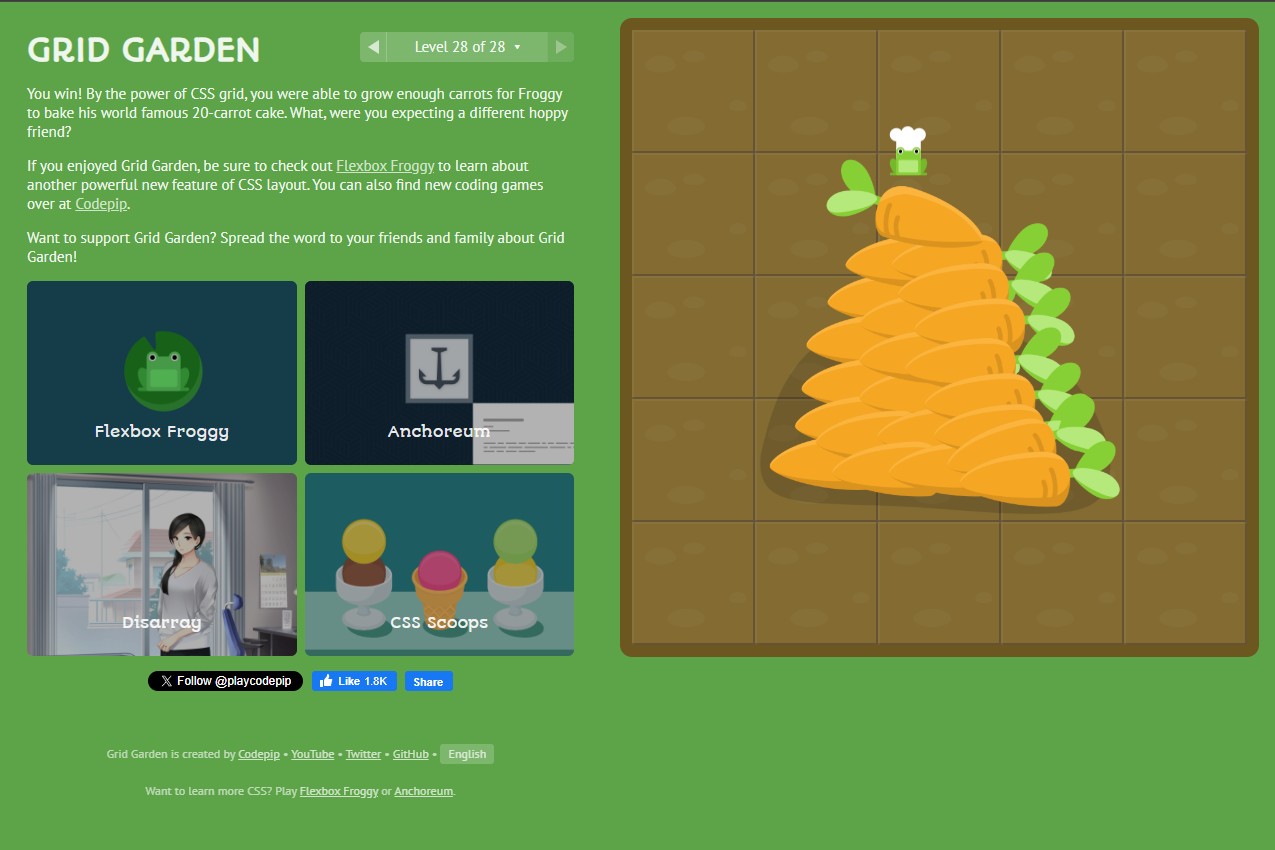 GRID GARDEN
Level 28 of 28
You win! By the power of CSS grid, you were able to grow enough carrots for Froggy
to bake his world famous 20-carrot cake. What, were you expecting a different hoppy
friend?
If you enjoyed Grid Garden, be sure to check out Flexbox Froggy to learn about
another powerful new feature of CSS layout. You can also find new coding games
over at Codepip.
Want to support Grid Garden? Spread the word to your friends and family about Grid
Garden!
Flexbox Froggy
Anchoreum
Disarray
CSS Scoops
Follow @playcodepip
Like 1.8K
Share
Grid Garden is created by Codepip • YouTube • Twitter • GitHub • English
Want to learn more CSS? Play Flexbox Froggy or Anchoreum.